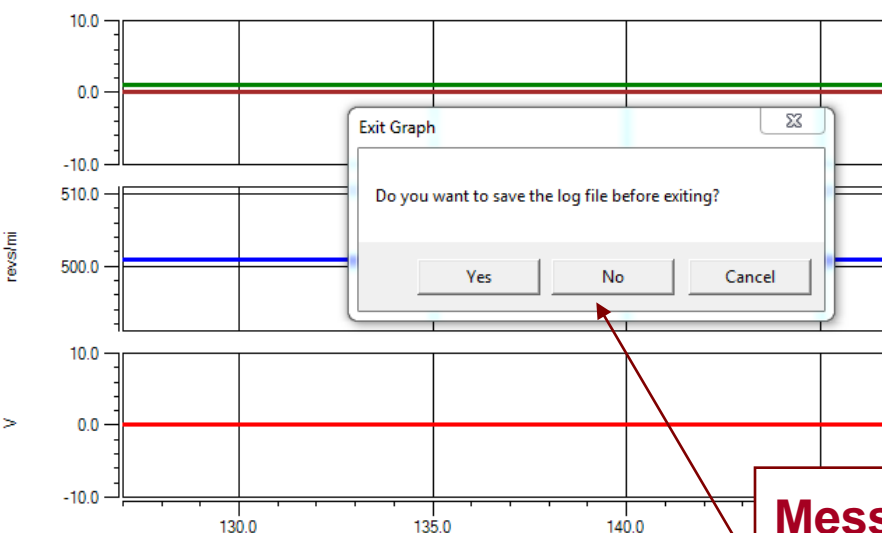 10.0
0.0
-10.0
Exit Graph
Do you want to save the log file before exiting?
Yes No Cancel
510.0
500.0
revs/mi
10.0
0.0
-10.0
V
130.0 135.0 140.0
Mess